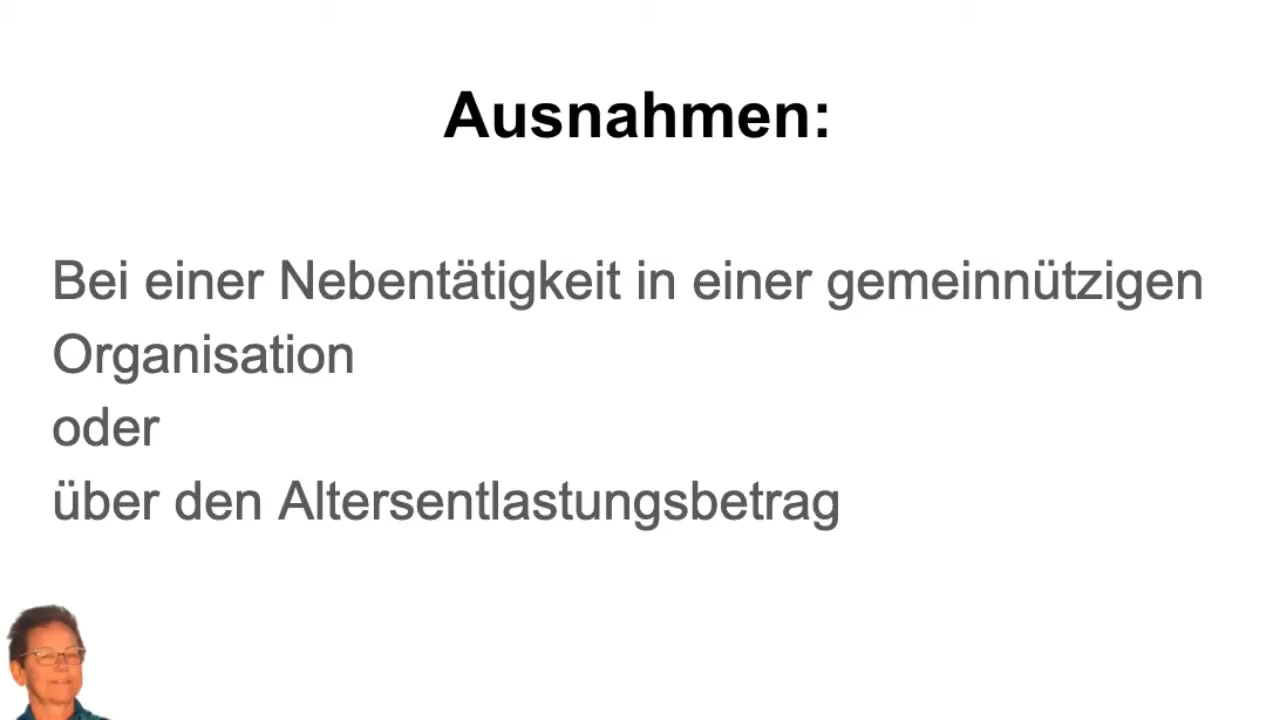 Ausnahmen:
Bei einer Nebentätigkeit in einer gemeinnützigen
Organisation
oder
über den Altersentlastungsbetrag